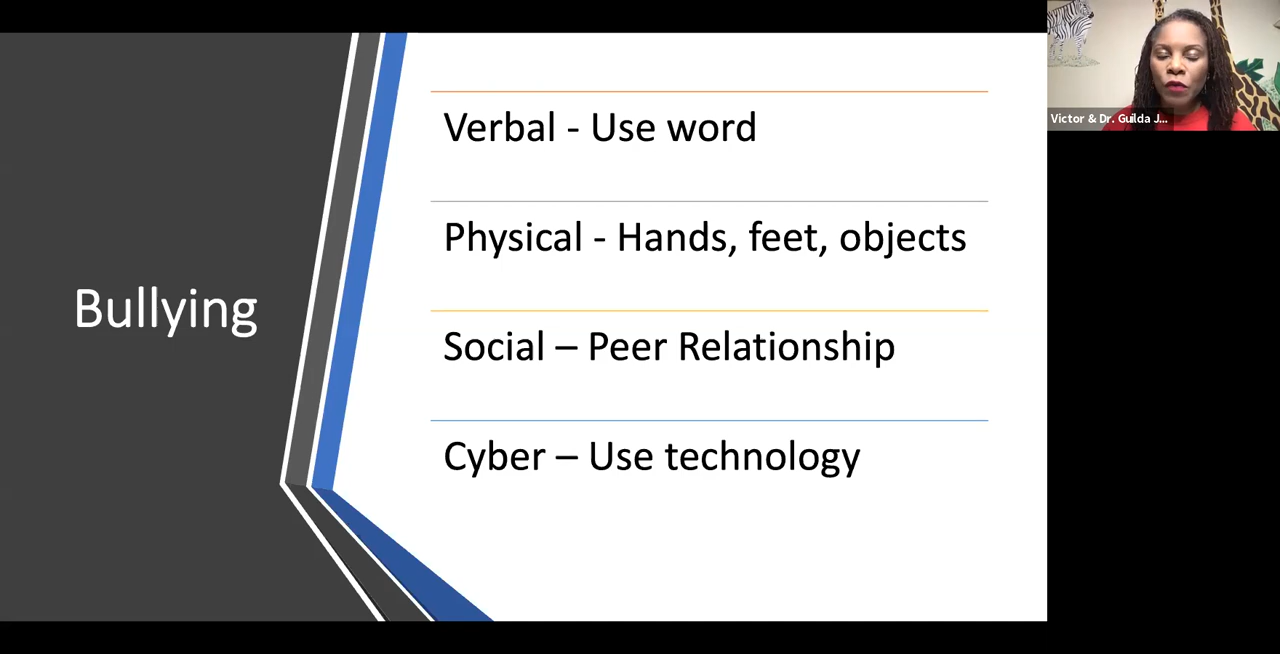 Bullying
Verbal - Use word
Physical - Hands, feet, objects
Social – Peer Relationship
Cyber – Use technology
Victor & Dr. Guilda J...